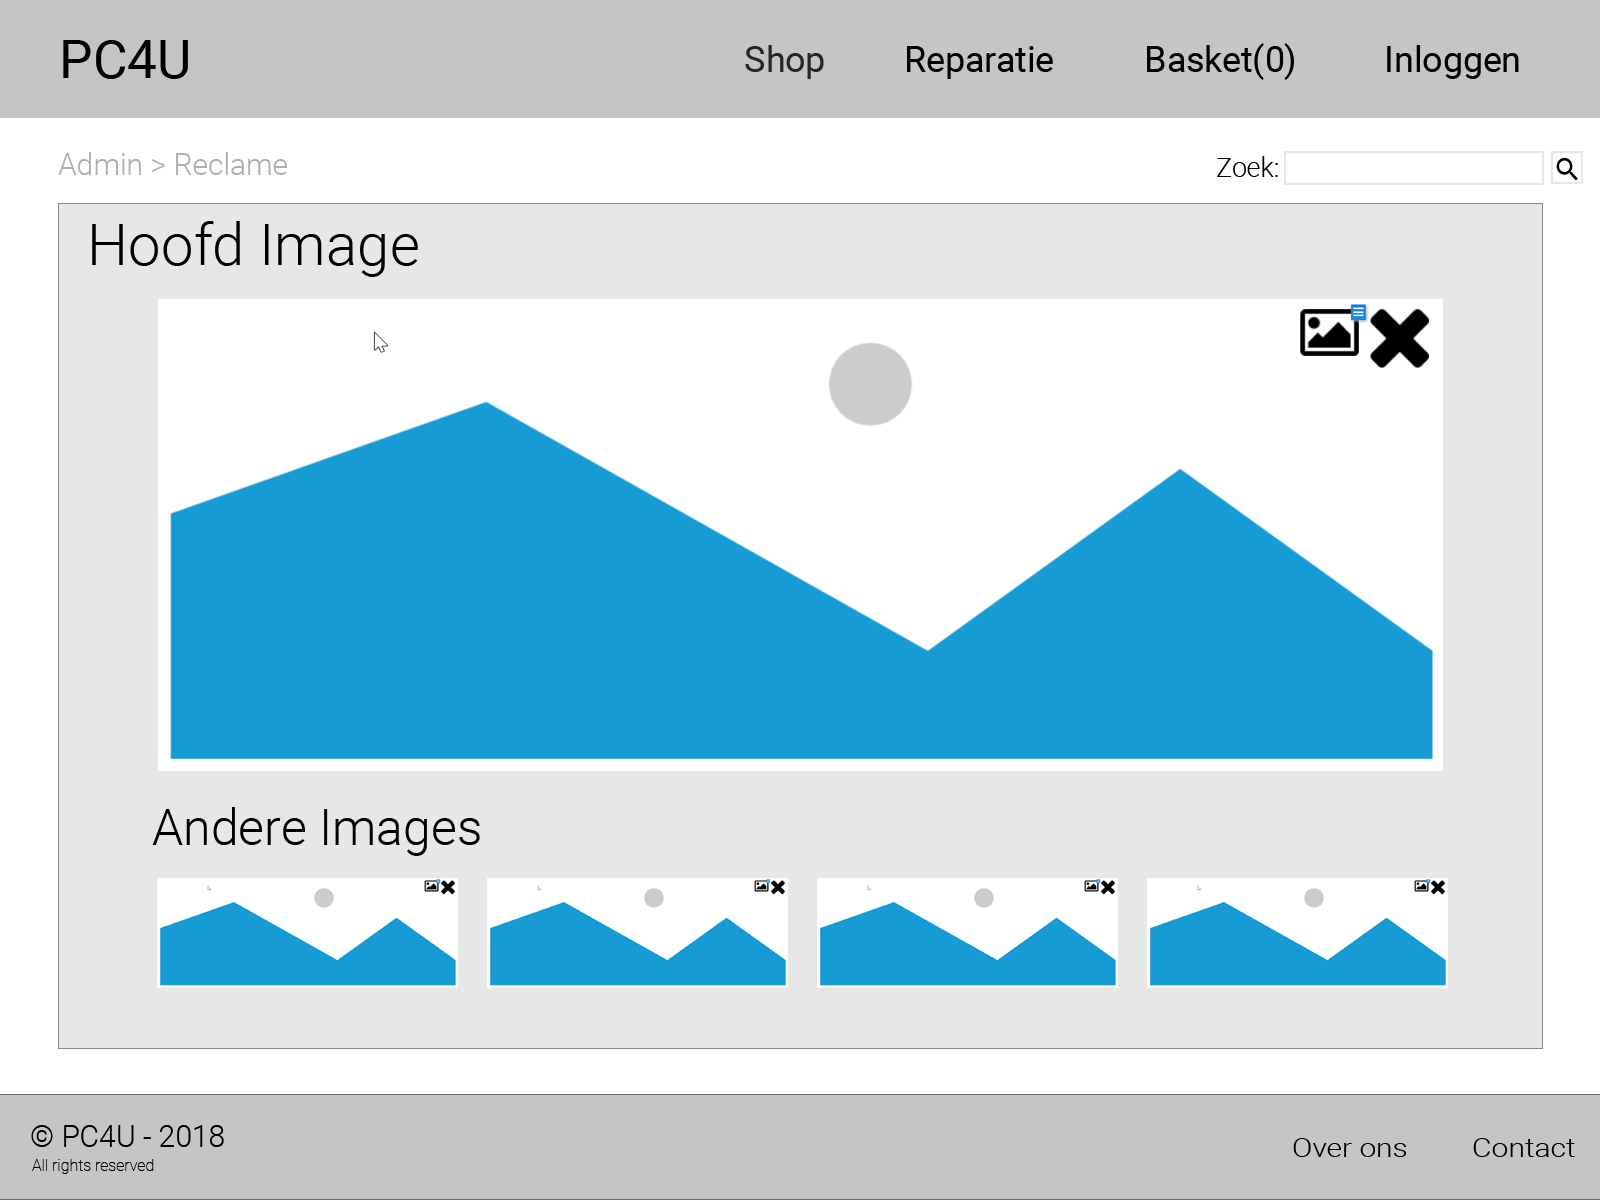 PC4U
Shop Reparatie Basket(0) Inloggen
Admin > Reclame
Zoek:
Hoofd Image
Andere Images
© PC4U - 2018
All rights reserved
Over ons Contact